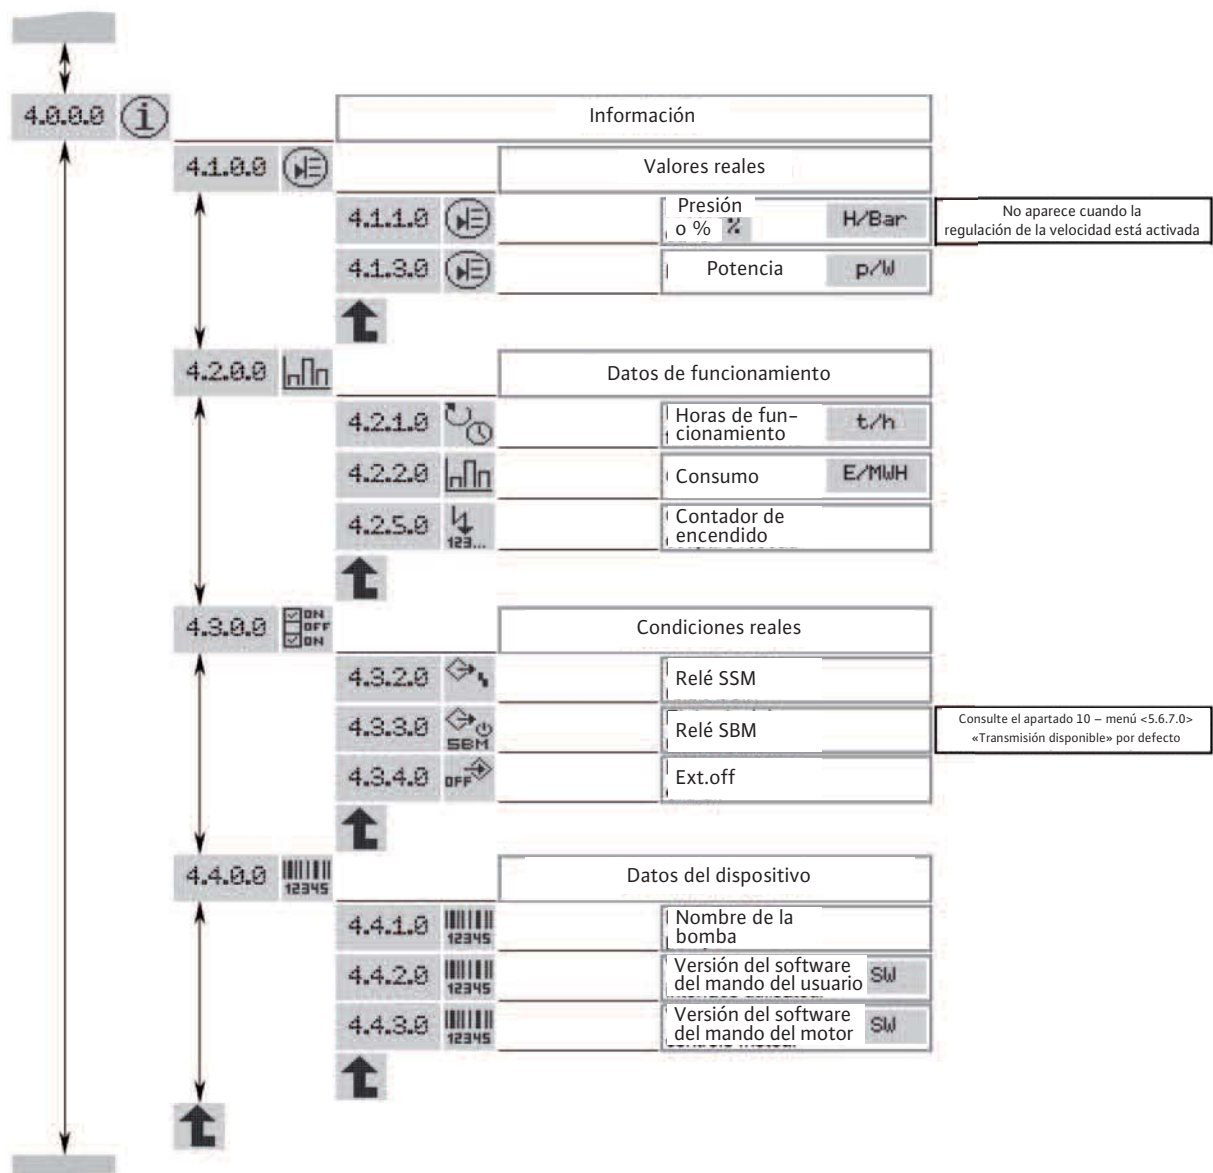 4.0.0.0 i Información
4.1.0.0 Valores reales
4.1.1.0 Presión
o % % H/Bar
No aparece cuando la
regulación de la velocidad está activada
4.1.3.0 Potencia p/W
4.2.0.0 Datos de funcionamiento
4.2.1.0 Horas de fun-
cionamiento t/h
4.2.2.0 Consumo E/MWH
4.2.5.0 123... Contador de
encendido
4.3.0.0 ON
OFF
ON
Condiciones reales
4.3.2.0 Relé SSM
4.3.3.0 SBM Relé SBM
Consulte el apartado 10 – menú <5.6.7.0>
«Transmisión disponible» por defecto
4.3.4.0 OFF Ext.off
4.4.0.0 12345 Datos del dispositivo
4.4.1.0 12345 Nombre de la
bomba
4.4.2.0 12345 Versión del software
del mando del usuario SW
4.4.3.0 12345 Versión del software
del mando del motor SW